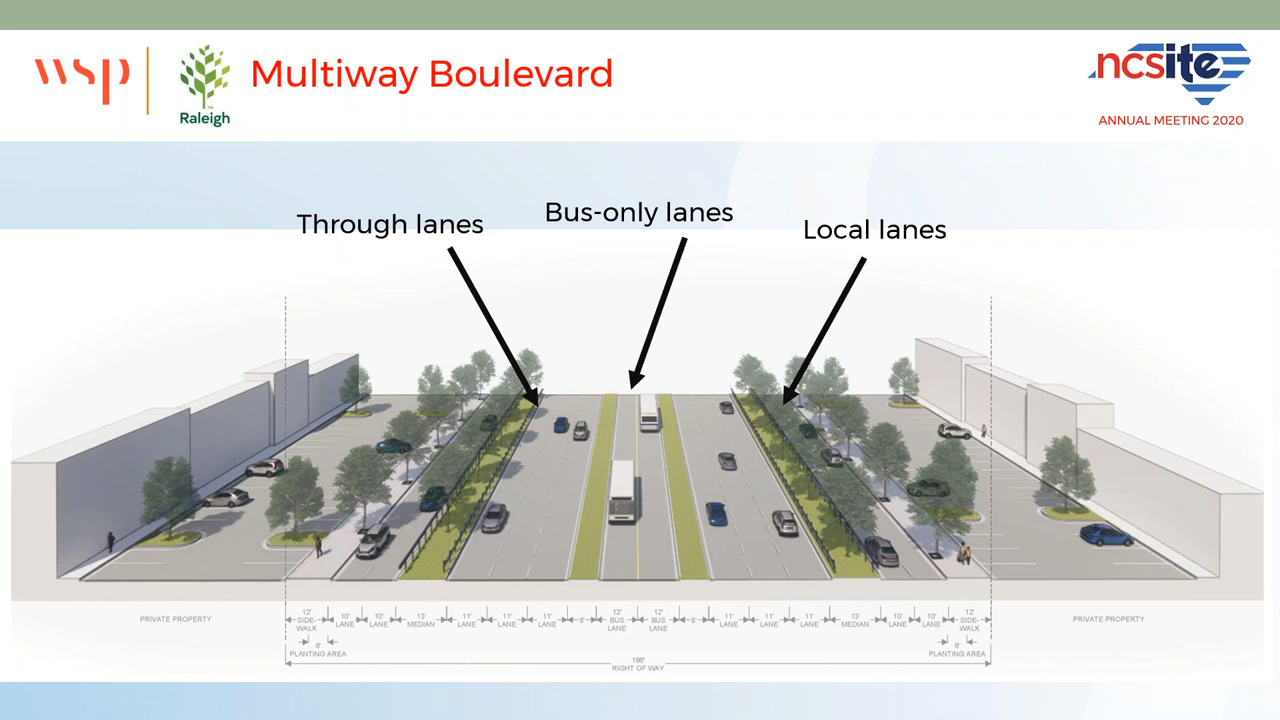 wsp
Raleigh
Multiway Boulevard
ncsite
ANNUAL MEETING 2020
Through lanes
Bus-only lanes
Local lanes
PRIVATE PROPERTY
12' SIDE-WALK
10' LANE
10' LANE
13' MEDIAN
11' LANE
11' LANE
11' LANE
8'
12' BUS LANE
12' BUS LANE
8'
11' LANE
11' LANE
11' LANE
13' MEDIAN
10' LANE
10' LANE
12' SIDE-WALK
PRIVATE PROPERTY
6'
PLANTING AREA
6'
PLANTING AREA
196'
RIGHT OF WAY